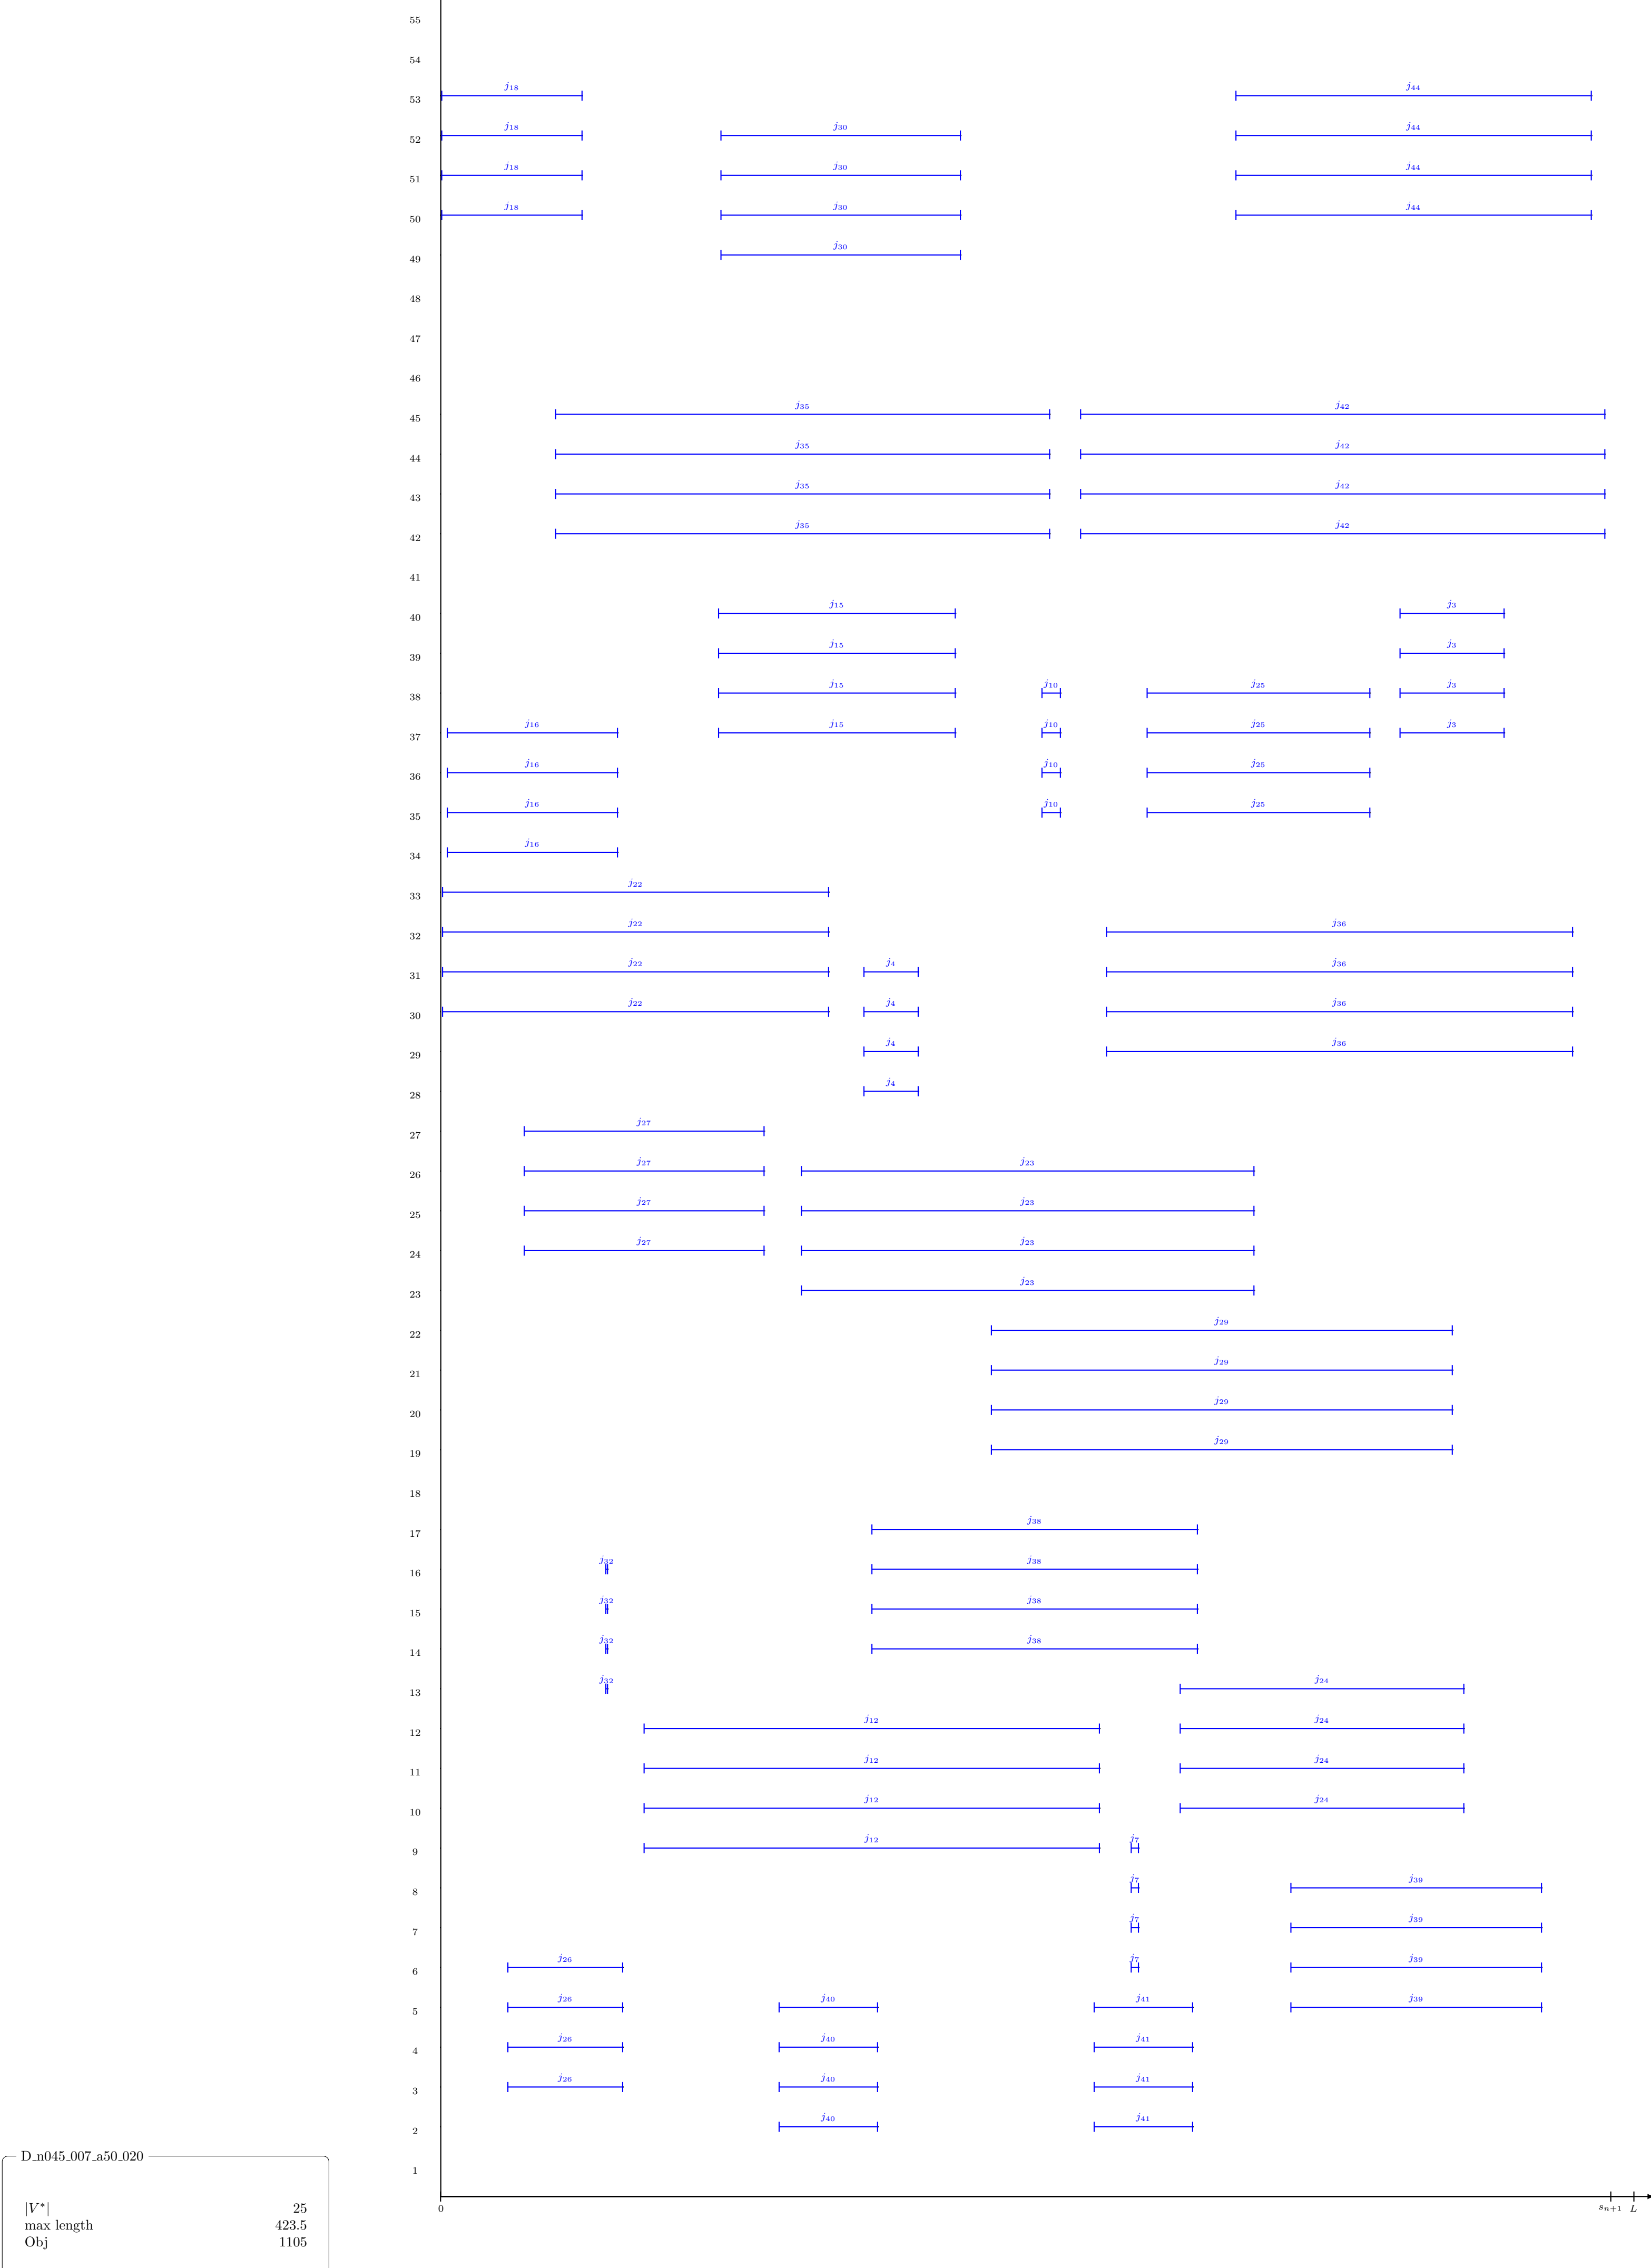 55
54
53 j18 j44
52 j18 j30 j44
51 j18 j30 j44
50 j18 j30 j44
49 j30
48
47
46
45 j35 j42
44 j35 j42
43 j35 j42
42 j35 j42
41
40 j15 j3
39 j15 j3
38 j15 j10 j25 j3
37 j16 j15 j10 j25 j3
36 j16 j10 j25
35 j16 j10 j25
34 j16
33 j22
32 j22 j36
31 j22 j4 j36
30 j22 j4 j36
29 j4 j36
28 j4
27 j27
26 j27 j23
25 j27 j23
24 j27 j23
23 j23
22 j29
21 j29
20 j29
19 j29
18
17 j38
16 j32 j38
15 j32 j38
14 j32 j38
13 j32 j24
12 j12 j24
11 j12 j24
10 j12 j24
9 j12 j7
8 j7 j39
7 j7 j39
6 j26 j7 j39
5 j26 j40 j41 j39
4 j26 j40 j41
3 j26 j40 j41
2 j40 j41
1
0 sn+1 L
D_n045_007_a50_020
|V*| 25
max length 423.5
Obj 1105